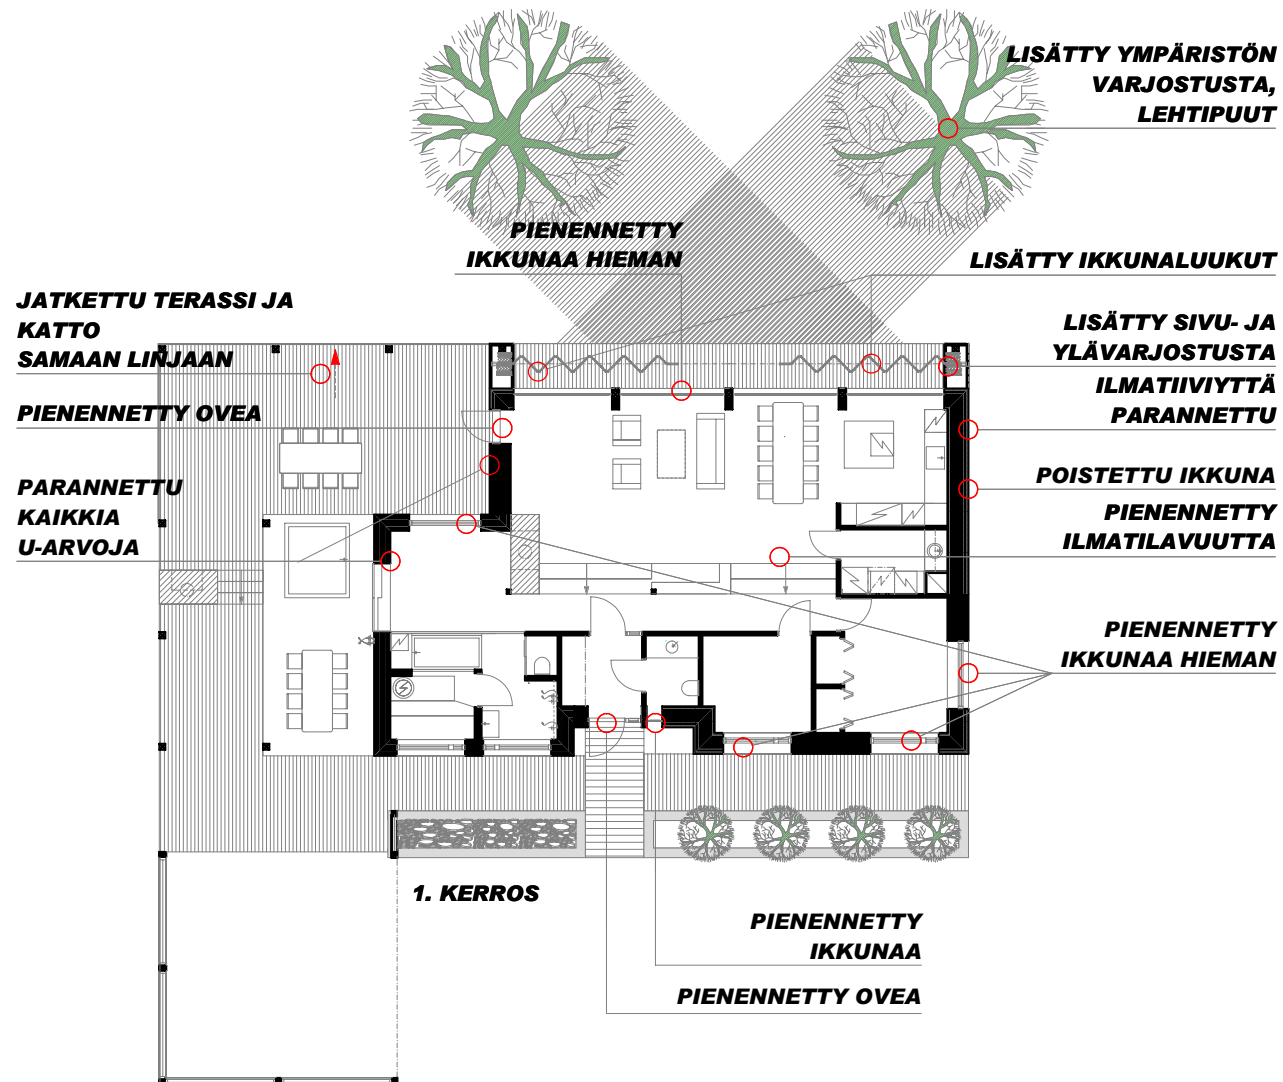 LISÄTTY YMPÄRISTÖN
VARJOSTUSTA,
LEHTIPUUT
PIENENNETTY
IKKUNAA HIEMAN
LISÄTTY IKKUNALUUKUT
JATKETTU TERASSI JA
KATTO
SAMAAN LINJAAN
LISÄTTY SIVU- JA
YLÄVARJOSTUSTA
ILMATIIVIYTTÄ
PARANNETTU
PIENENNETTY OVEA
POISTETTU IKKUNA
PARANNETTU
KAIKKIA
U-ARVOJA
PIENENNETTY
ILMATILAVUUTTA
PIENENNETTY
IKKUNAA HIEMAN
1. KERROS
PIENENNETTY
IKKUNAA
PIENENNETTY OVEA